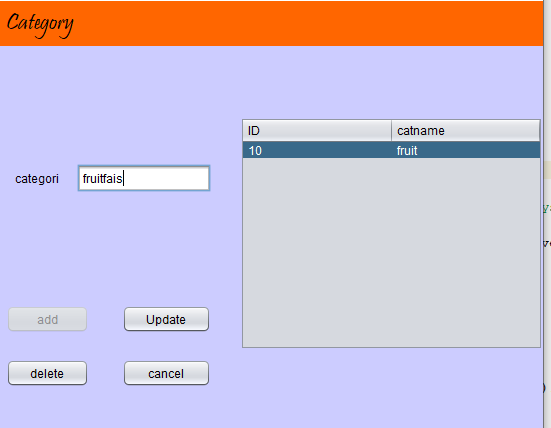 Category
ID catname
10 fruit
categori fruitfais
add Update
delete cancel